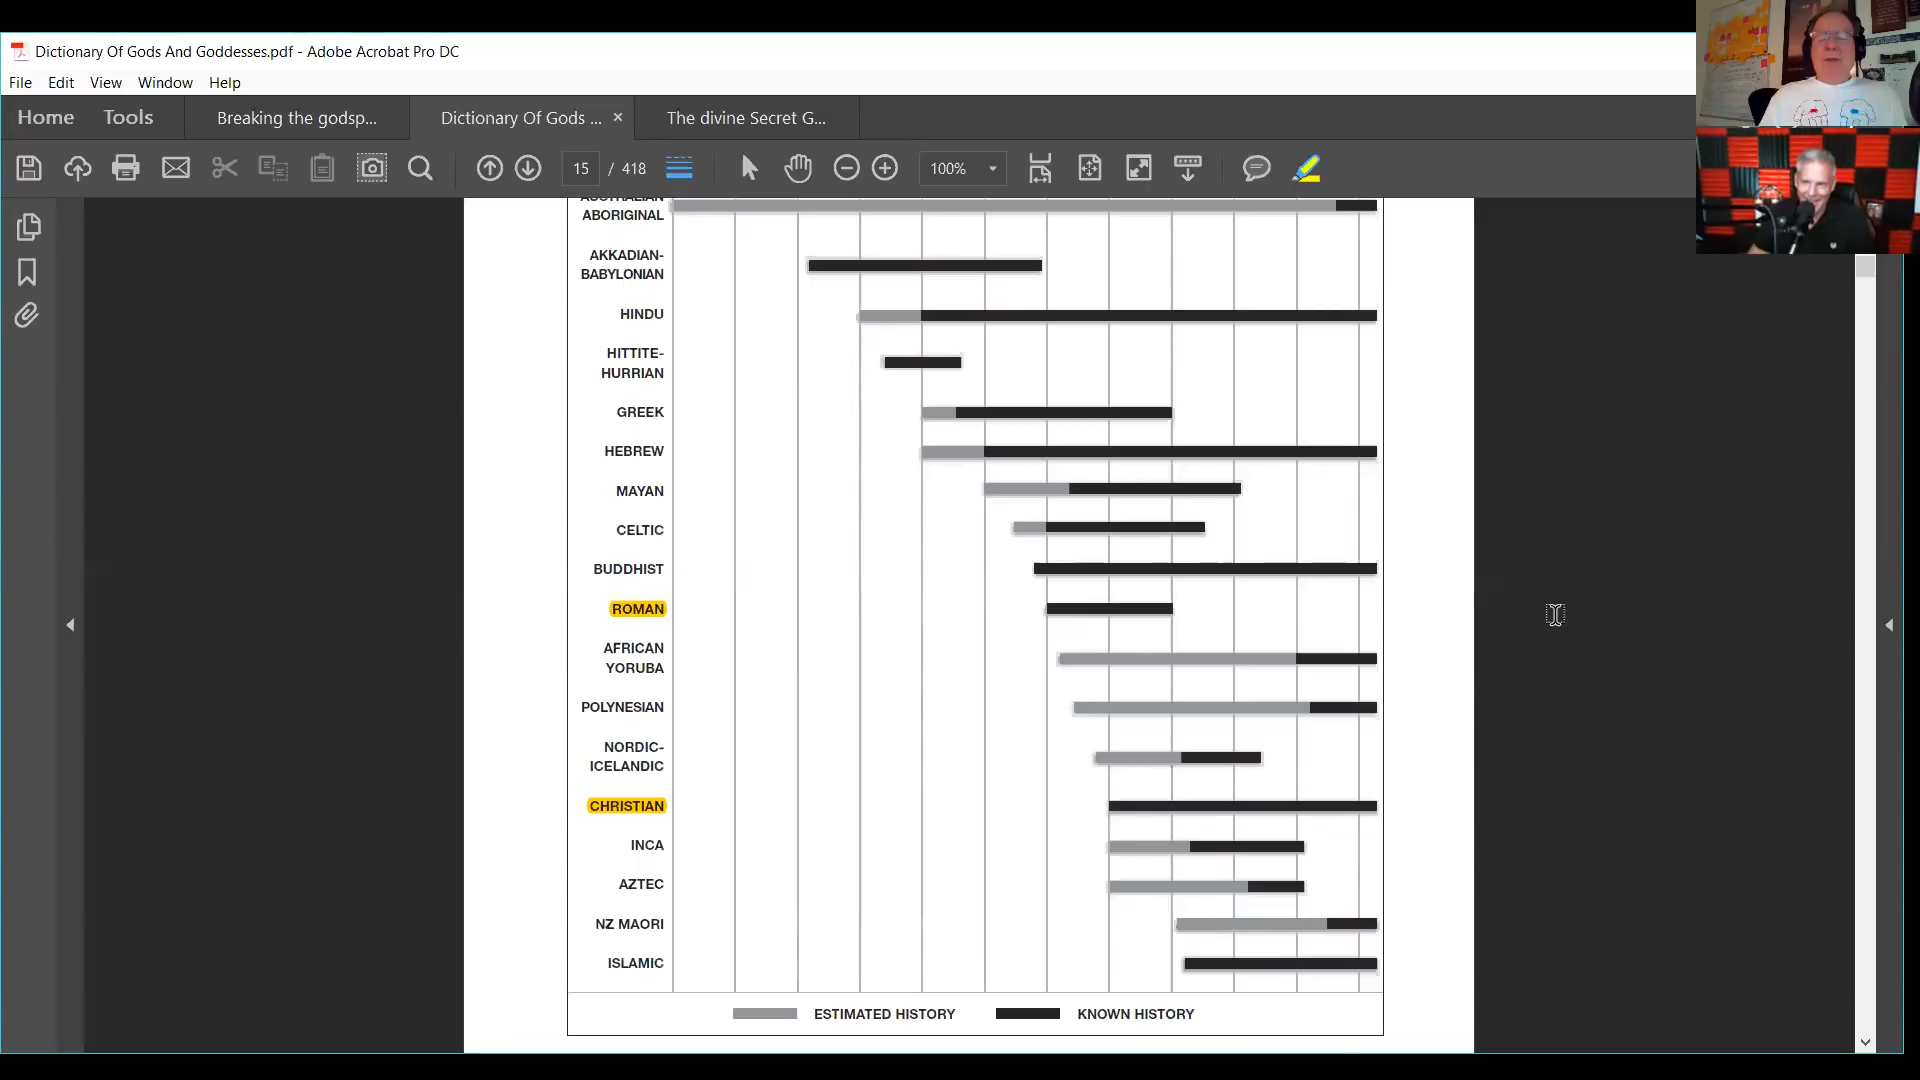 Dictionary Of Gods And Goddesses.pdf - Adobe Acrobat Pro DC
File Edit View Window Help
Home Tools Breaking the godsp... Dictionary Of Gods ... × The divine Secret G...
15 / 418 100%
ABORIGINAL
AKKADIAN-
BABYLONIAN
HINDU
HITTITE-
HURRIAN
GREEK
HEBREW
MAYAN
CELTIC
BUDDHIST
ROMAN
AFRICAN
YORUBA
POLYNESIAN
NORDIC-
ICELANDIC
CHRISTIAN
INCA
AZTEC
NZ MAORI
ISLAMIC
ESTIMATED HISTORY KNOWN HISTORY